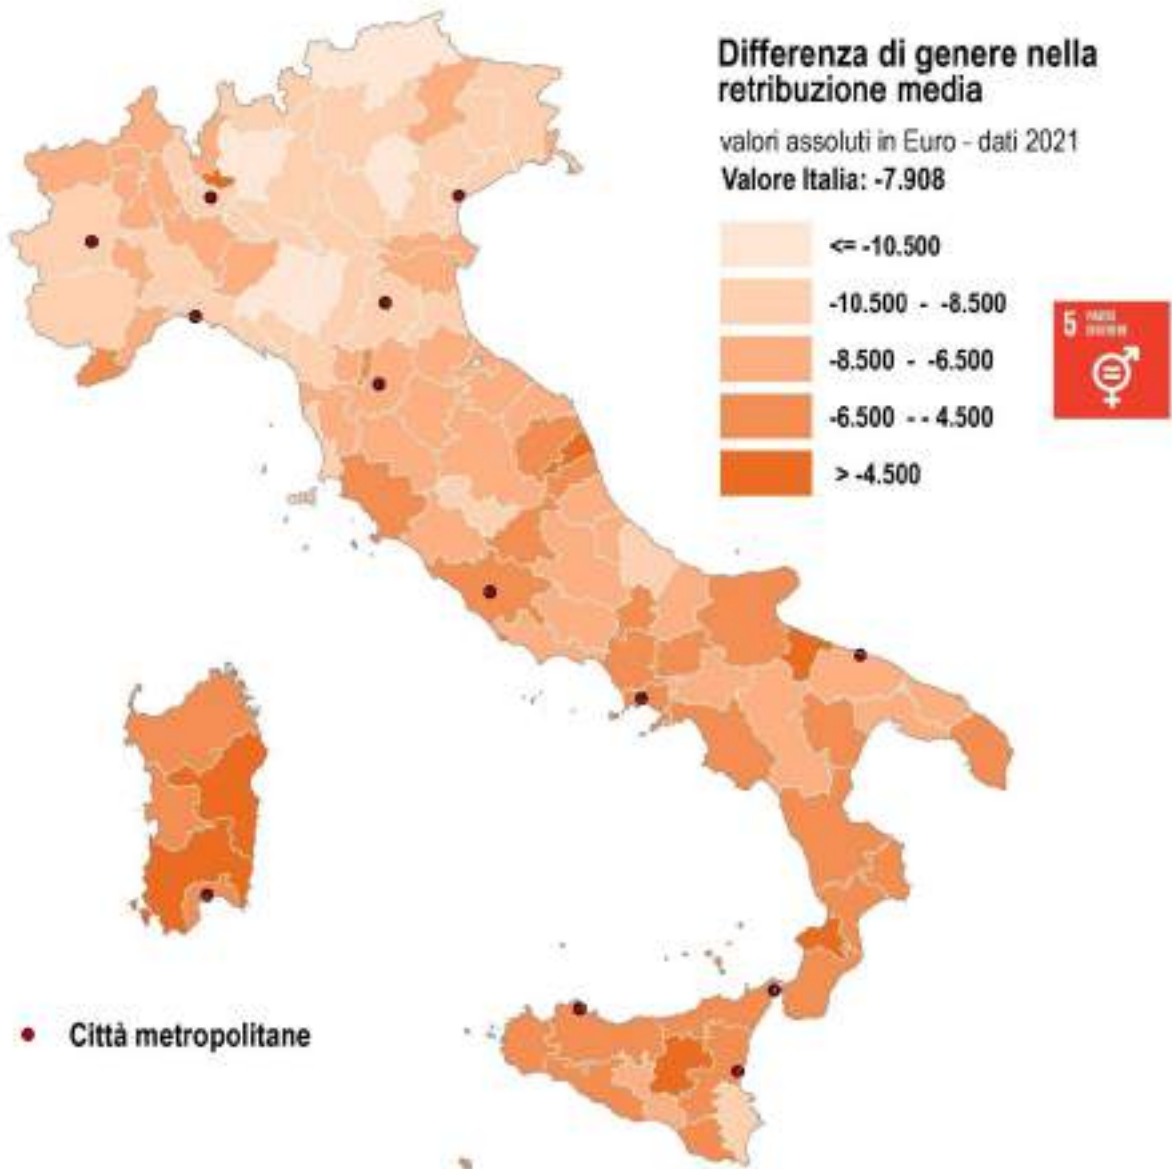 Differenza di genere nella
retribuzione media
valori assoluti in Euro - dati 2021
Valore Italia: -7.908
<= -10.500
-10.500 - -8.500
-8.500 - -6.500
-6.500 - - 4.500
> -4.500
5
Città metropolitane